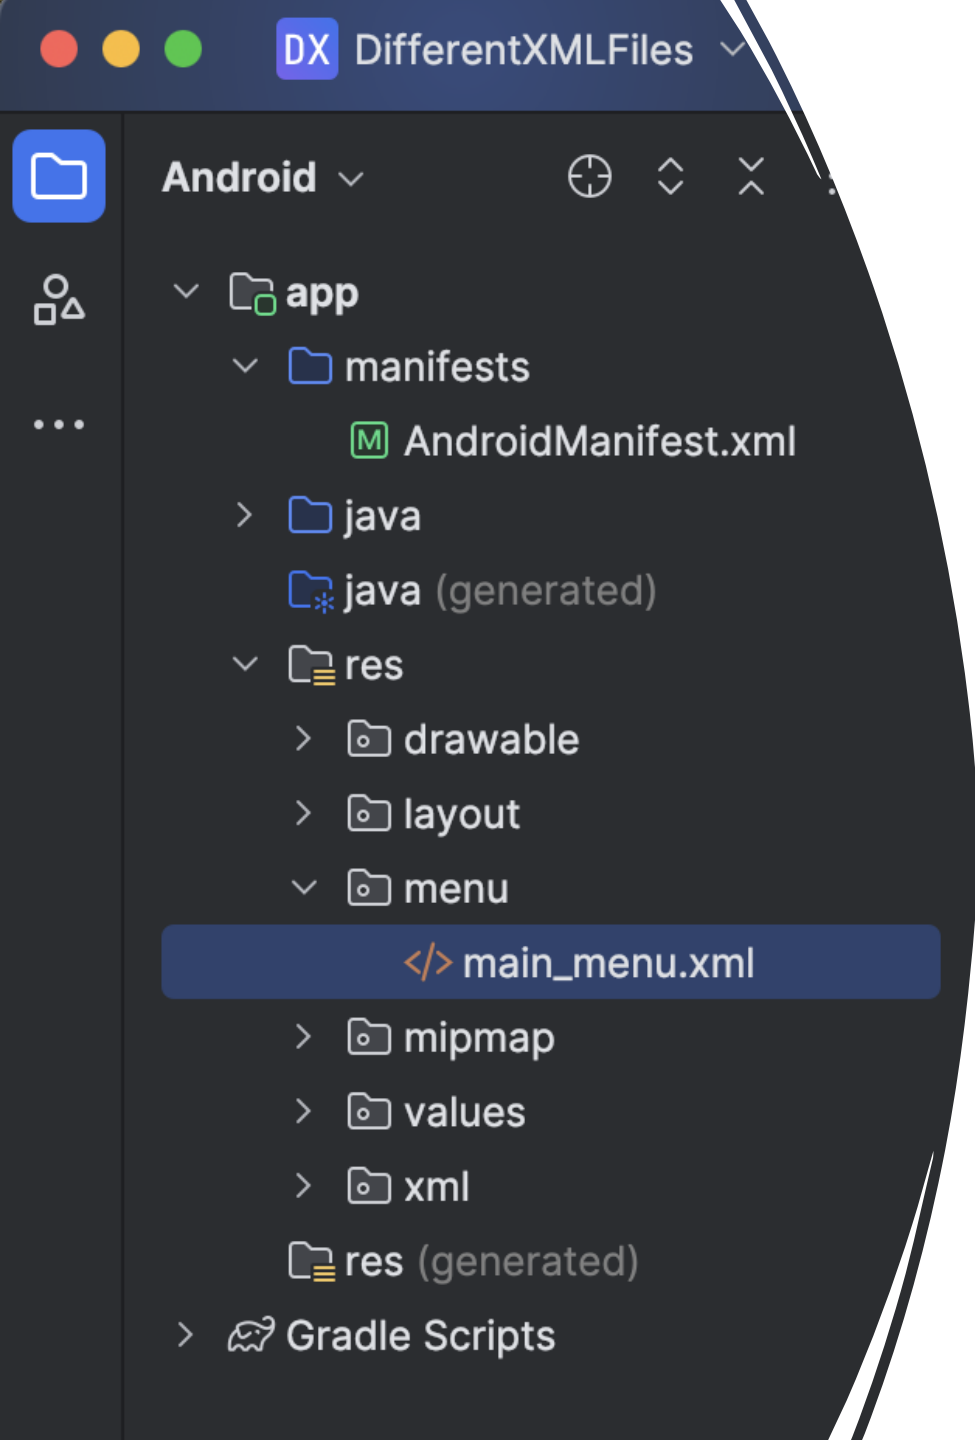 DX DifferentXMLFiles
Android
app
manifests
M AndroidManifest.xml
java
java (generated)
res
drawable
layout
menu
</> main_menu.xml
mipmap
values
xml
res (generated)
Gradle Scripts